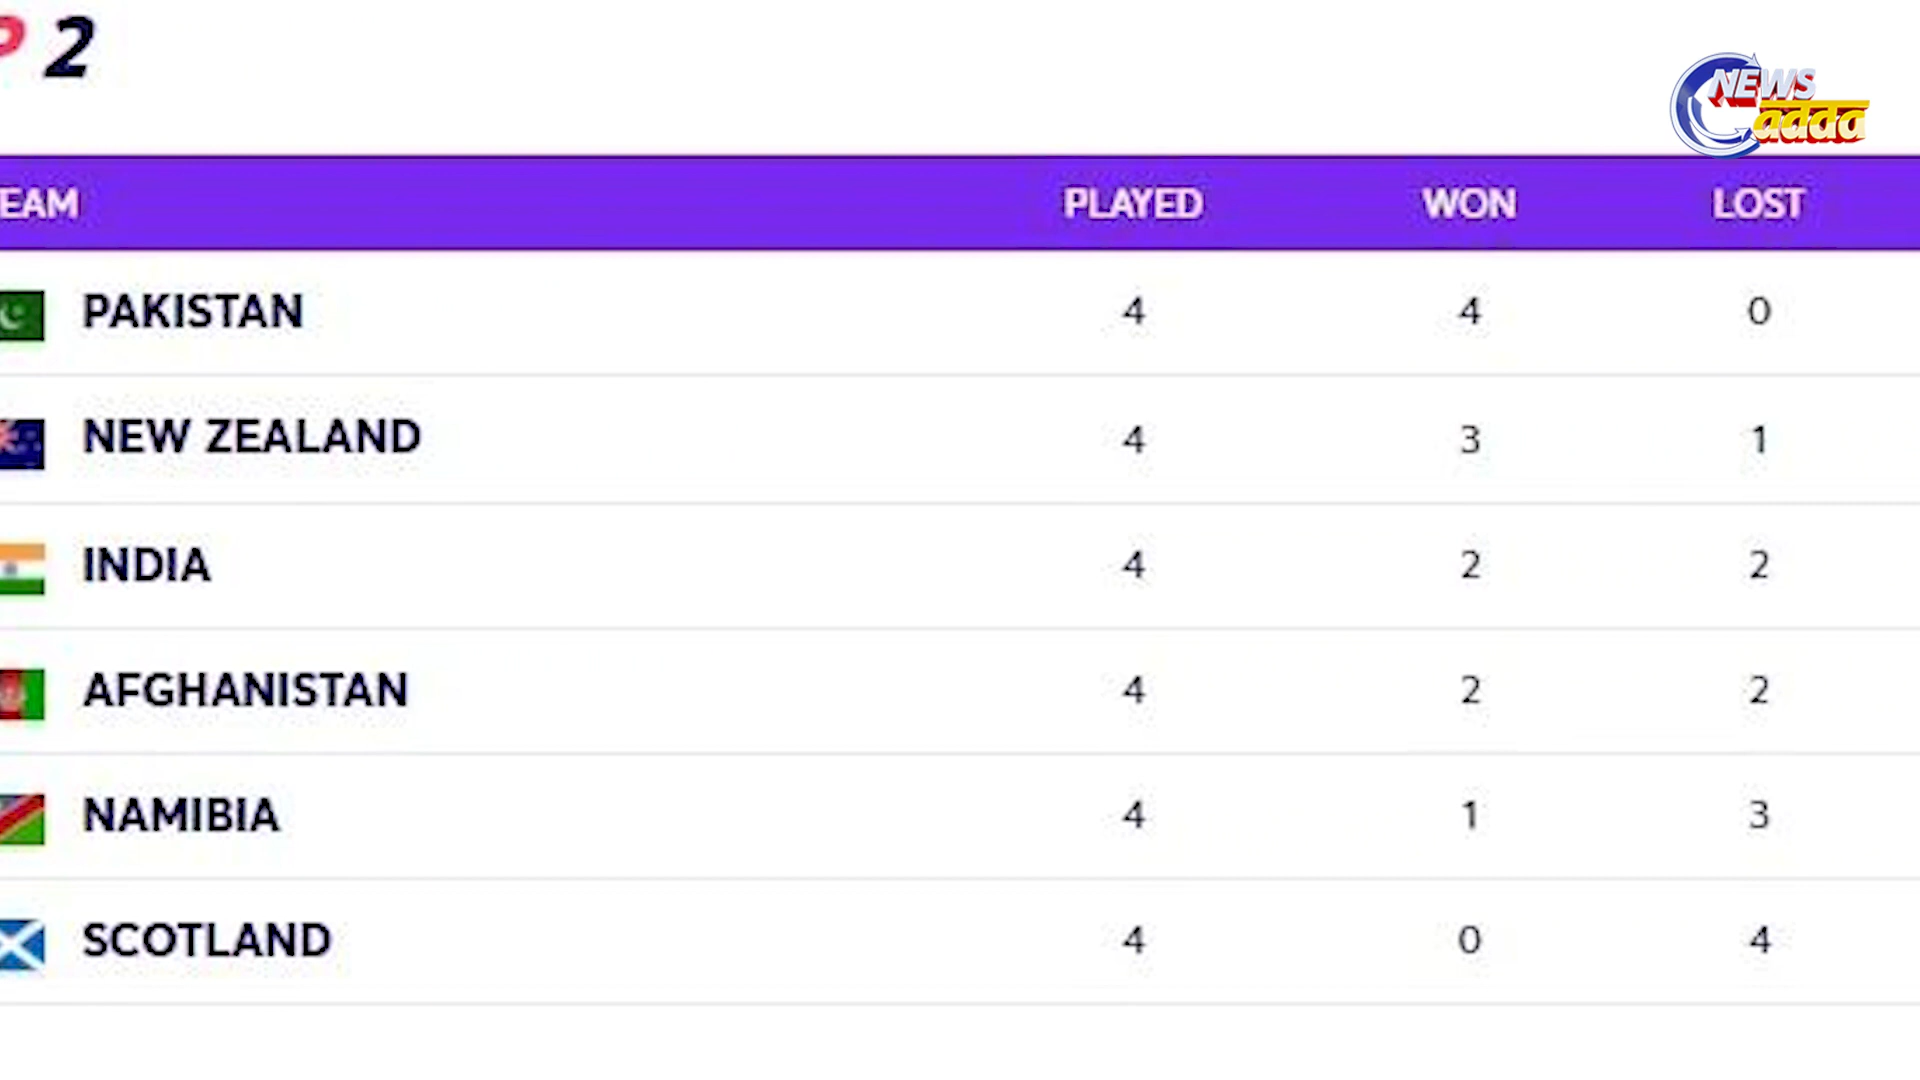 P 2
NEWS
adda
EAM PLAYED WON LOST
PAKISTAN 4 4 0
NEW ZEALAND 4 3 1
INDIA 4 2 2
AFGHANISTAN 4 2 2
NAMIBIA 4 1 3
SCOTLAND 4 0 4